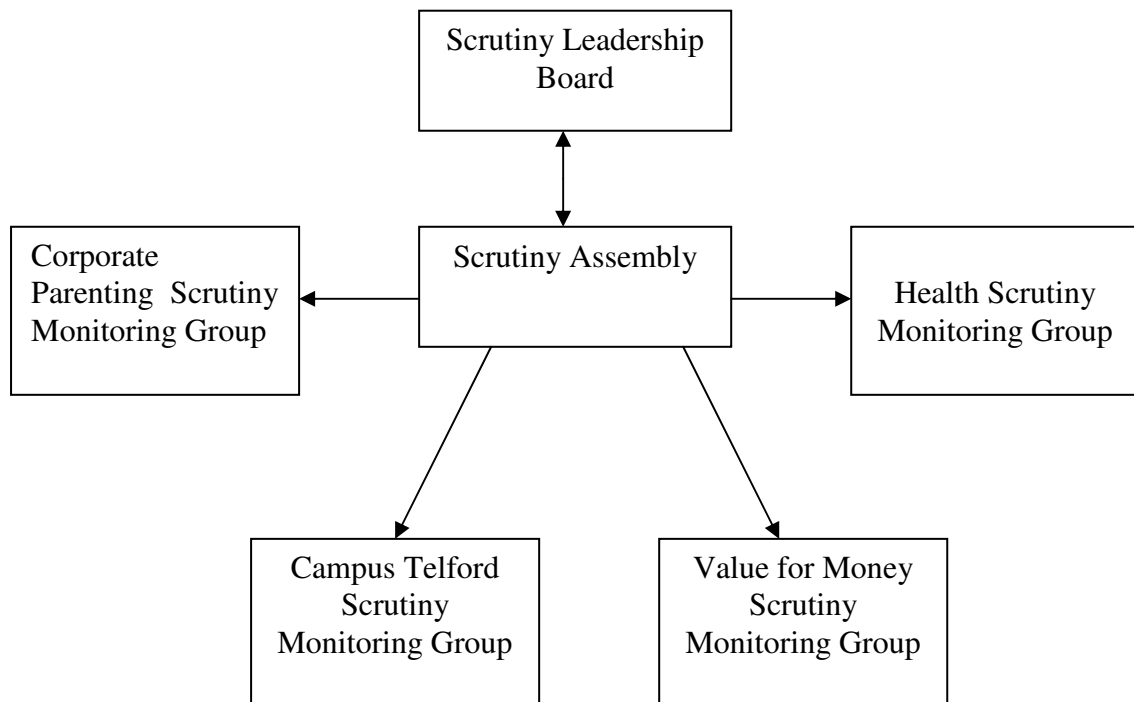 Scrutiny Leadership
Board
Scrutiny Assembly
Corporate
Parenting Scrutiny
Monitoring Group
Health Scrutiny
Monitoring Group
Campus Telford
Scrutiny
Monitoring Group
Value for Money
Scrutiny
Monitoring Group